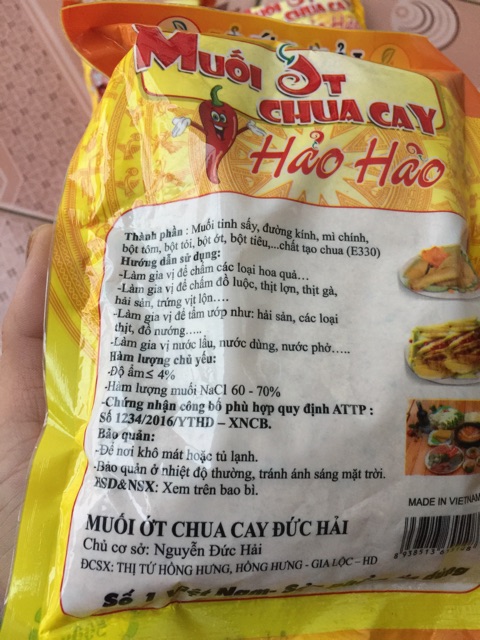 MUỐI ỚT
CHUA CAY
Hảo Hảo
Thành phần : Muối tinh sấy, đường kính, mì chính,
bột tôm, bột tỏi, bột ớt, bột tiêu,...chất tạo chua (E330)
Hướng dẫn sử dụng:
-Làm gia vị để chấm các loại hoa quả…
-Làm gia vị để chấm đồ luộc, thịt lợn, thịt gà,
hải sản, trứng vịt lộn….
-Làm gia vị để tẩm ướp như: hải sản, các loại
thịt, đồ nướng…..
-Làm gia vị nước lẩu, nước dùng, nước phở…..
Hàm lượng chủ yếu:
-Độ ẩm≤ 4%
-Hàm lượng muối NaCl 60 - 70%
-Chứng nhận công bố phù hợp quy định ATTP :
Số 1234/2016/YTHD – XNCB.
Bảo quản:
-Để nơi khô mát hoặc tủ lạnh.
-Bảo quản ở nhiệt độ thường, tránh ánh sáng mặt trời.
HSD&NSX: Xem trên bao bì.
MADE IN VIETNAM
MUỐI ỚT CHUA CAY ĐỨC HẢI
Chủ cơ sở: Nguyễn Đức Hải
ĐCSX: THỊ TỨ HỒNG HƯNG, HỒNG HƯNG - GIA LỘC – HD
Số 1 Việt Nam